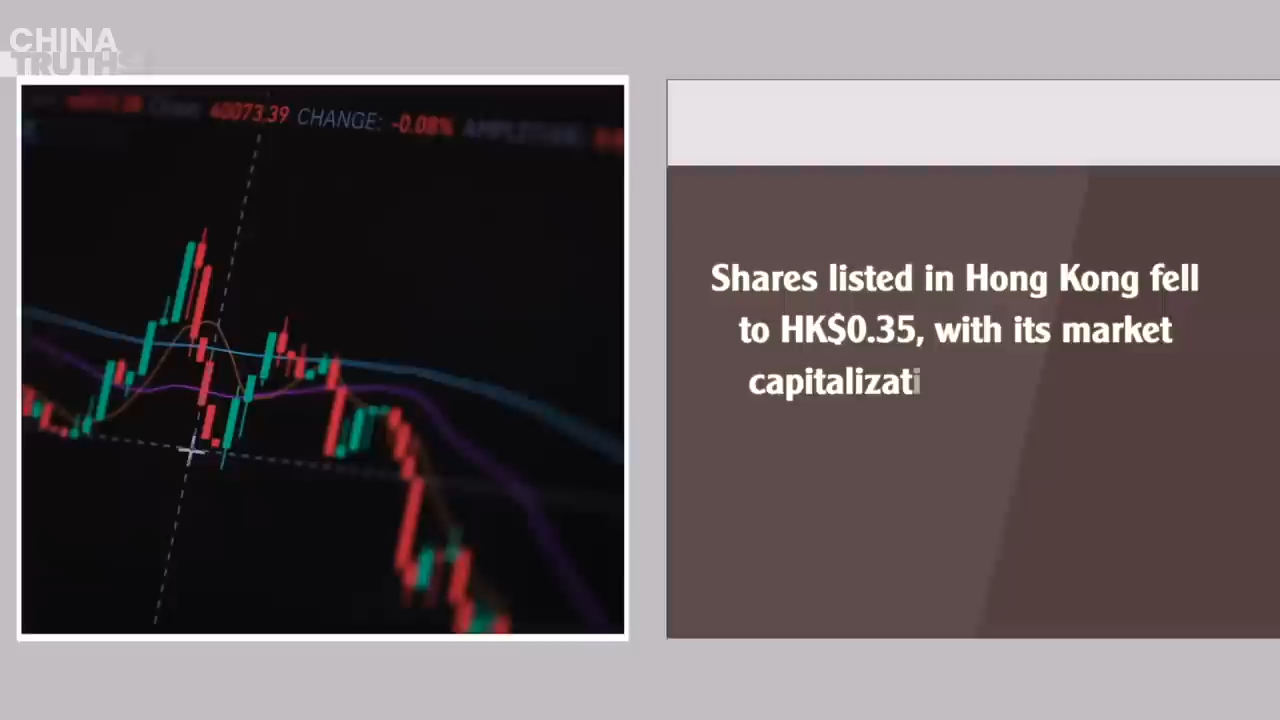 CHINA
TRUTHS
40073.39 CHANGE: -0.08%
Shares listed in Hong Kong fell
to HK$0.35, with its market
capitalizati